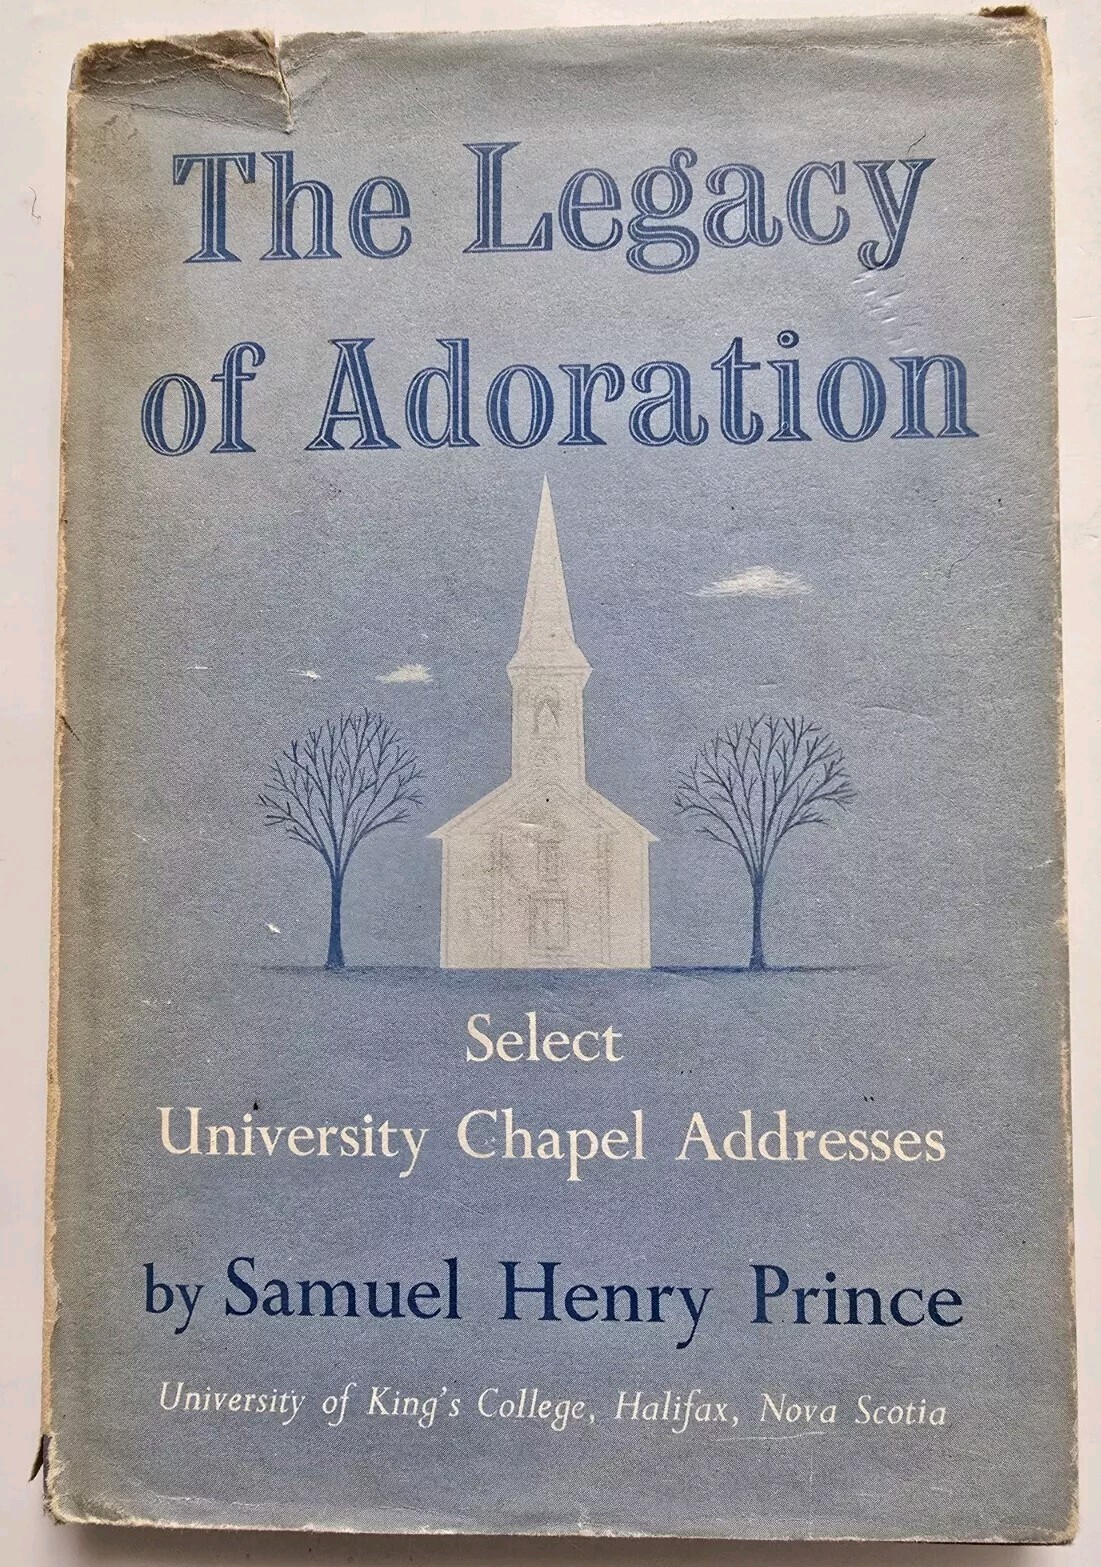 The Legacy
of Adoration
Select
University Chapel Addresses
by Samuel Henry Prince
University of King's College, Halifax, Nova Scotia